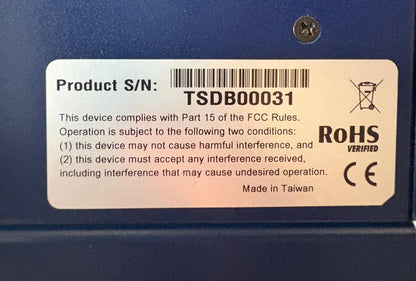 Product S/N:
TSDB00031
This device complies with Part 15 of the FCC Rules.
Operation is subject to the following two conditions:
(1) this device may not cause harmful interference, and
(2) this device must accept any interference received,
including interference that may cause undesired operation.
Made in Taiwan
RoHS
VERIFIED
CE